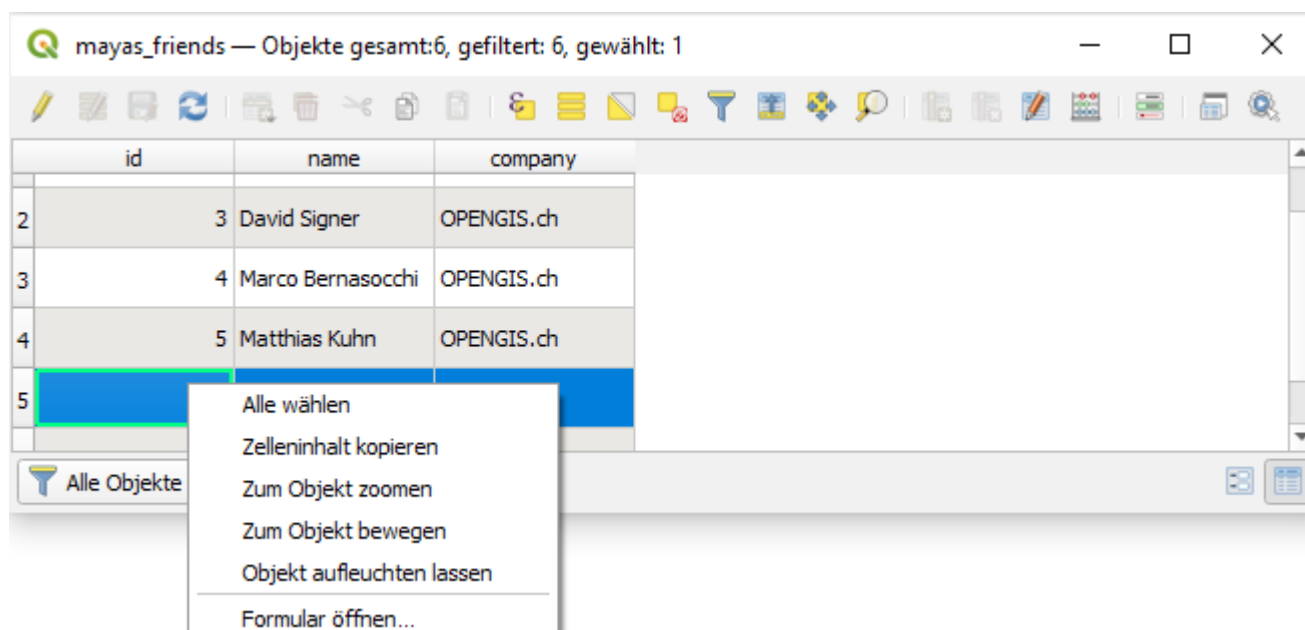 mayas_friends — Objekte gesamt:6, gefiltert: 6, gewählt: 1
id name company
2 3 David Signer OPENGIS.ch
3 4 Marco Bernasocchi OPENGIS.ch
4 5 Matthias Kuhn OPENGIS.ch
5
Alle wählen
Zelleninhalt kopieren
Alle Objekte
Zum Objekt zoomen
Zum Objekt bewegen
Objekt aufleuchten lassen
Formular öffnen...